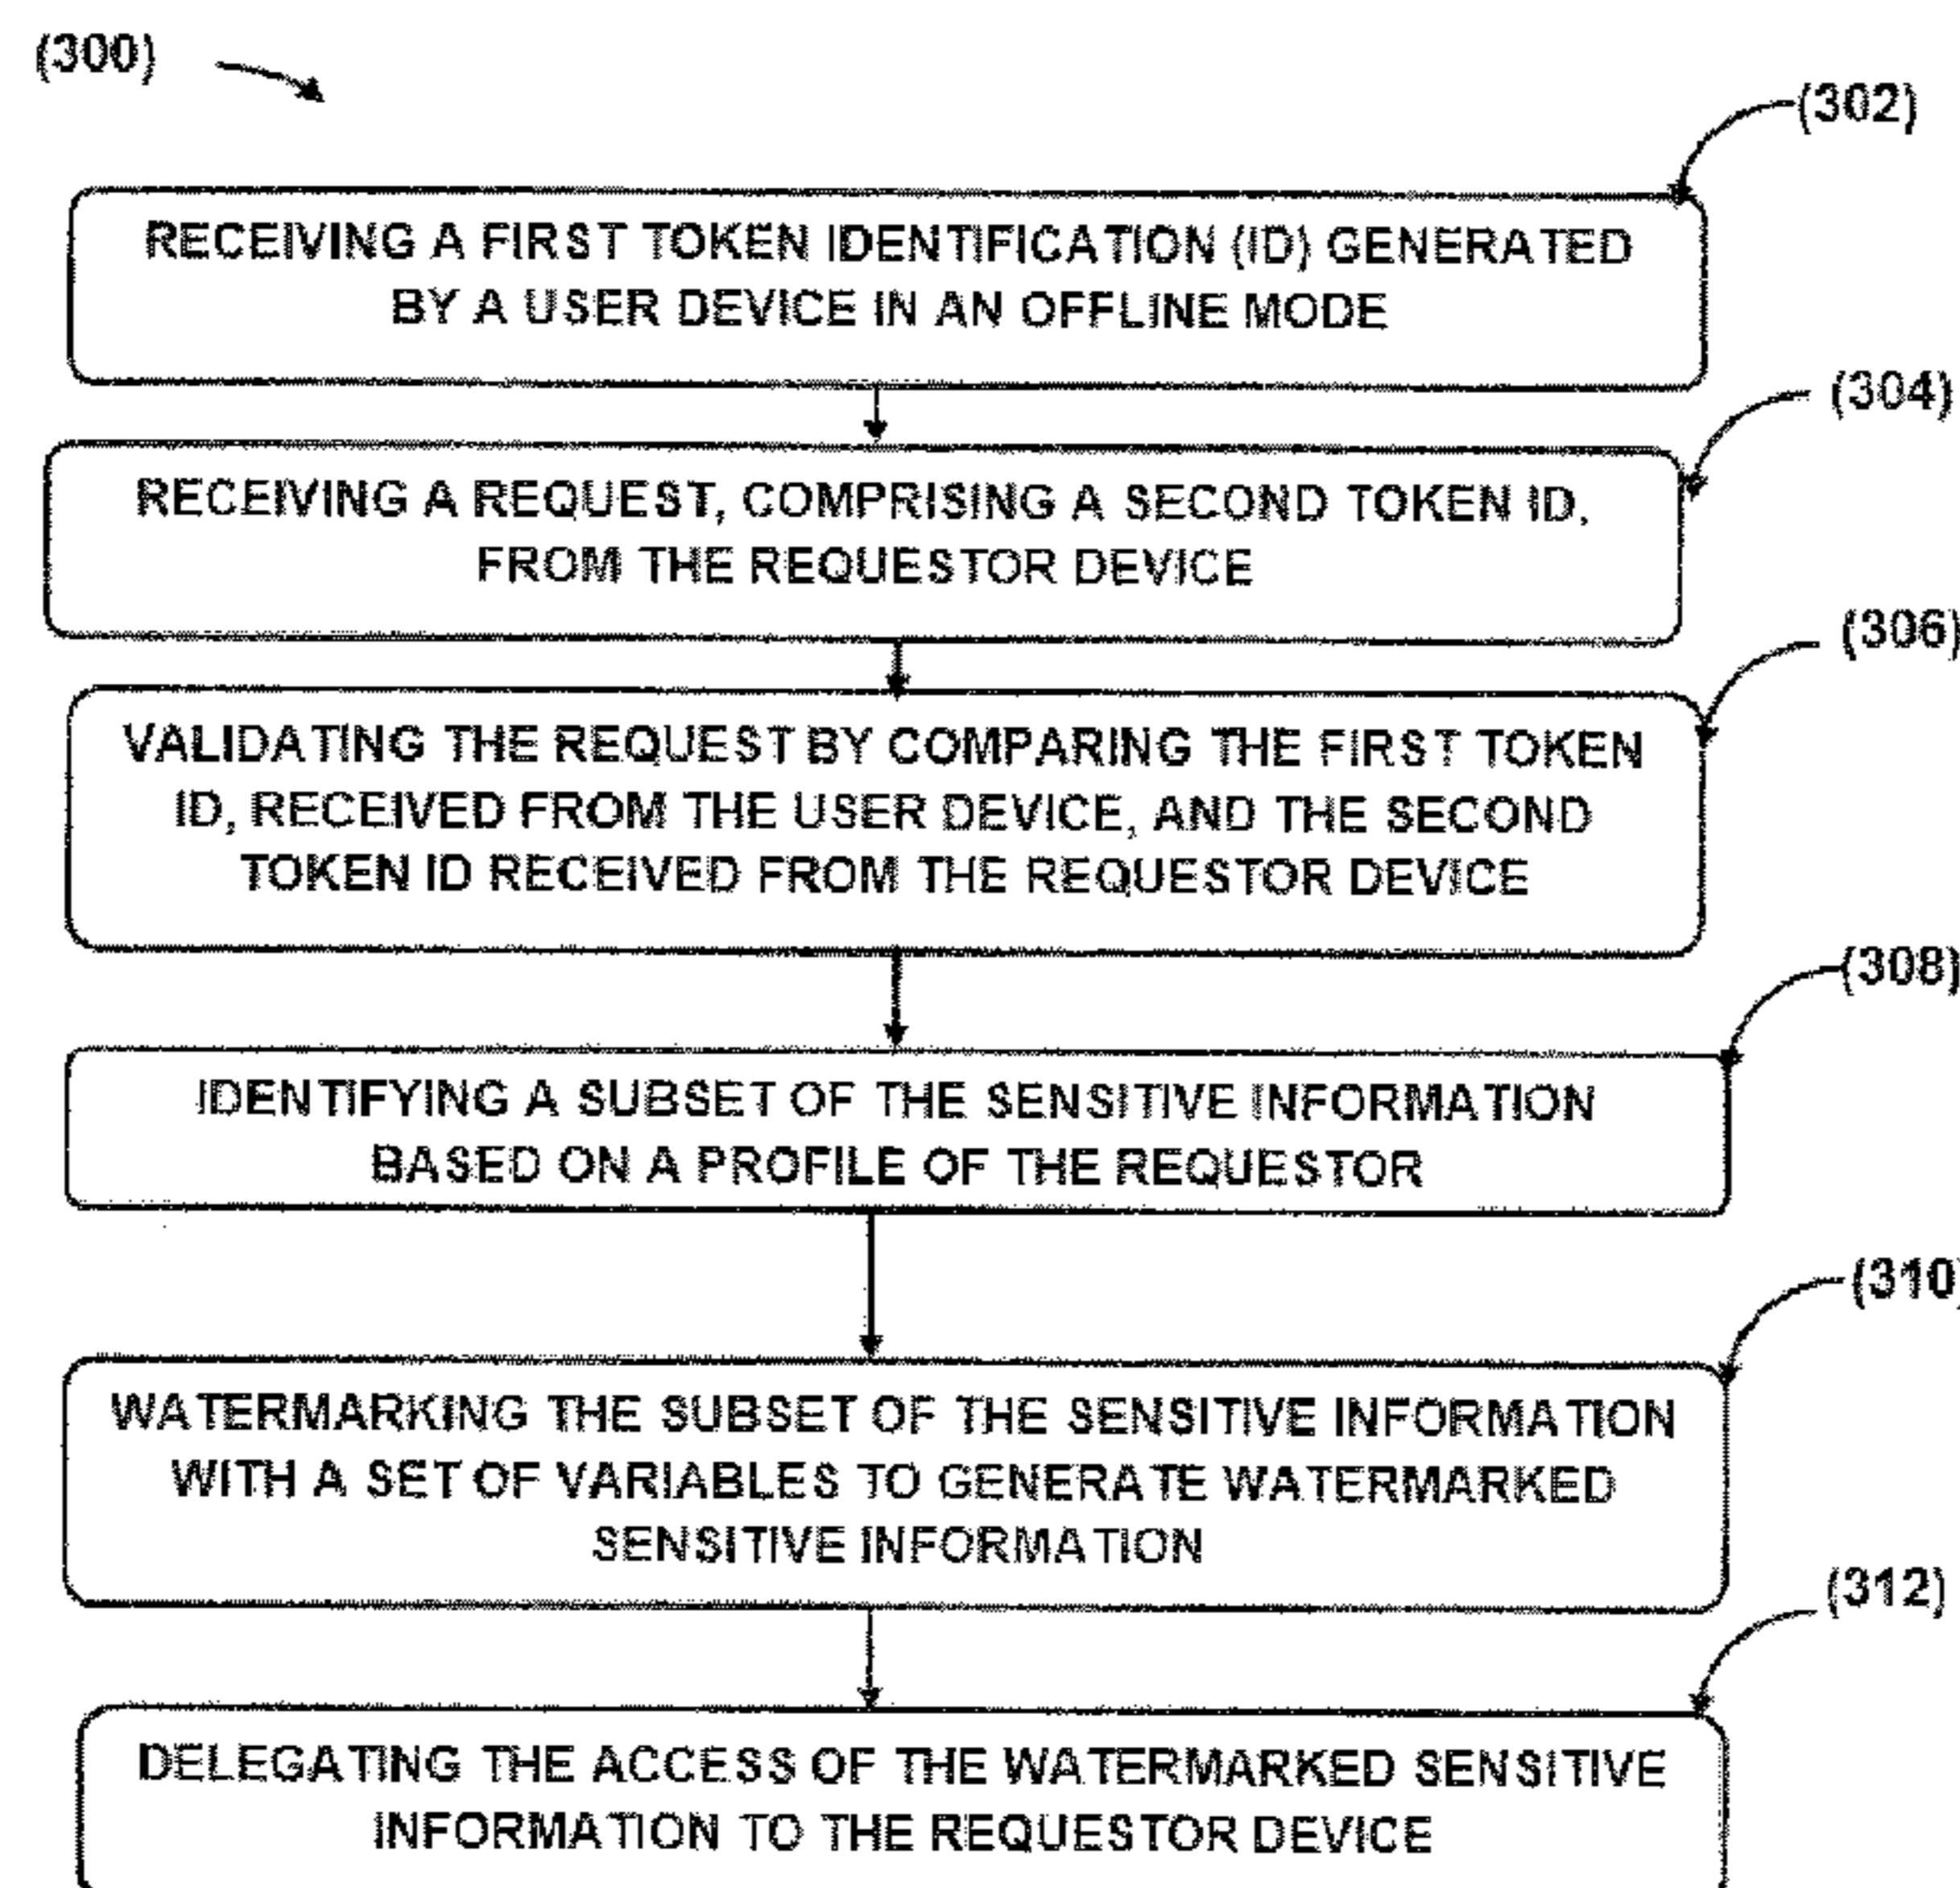 (300)
(302)
RECEIVING A FIRST TOKEN IDENTIFICATION (ID) GENERATED
BY A USER DEVICE IN AN OFFLINE MODE
(304)
RECEIVING A REQUEST, COMPRISING A SECOND TOKEN ID,
FROM THE REQUESTOR DEVICE
(306)
VALIDATING THE REQUEST BY COMPARING THE FIRST TOKEN
ID, RECEIVED FROM THE USER DEVICE, AND THE SECOND
TOKEN ID RECEIVED FROM THE REQUESTOR DEVICE
(308)
IDENTIFYING A SUBSET OF THE SENSITIVE INFORMATION
BASED ON A PROFILE OF THE REQUESTOR
(310)
WATERMARKING THE SUBSET OF THE SENSITIVE INFORMATION
WITH A SET OF VARIABLES TO GENERATE WATERMARKED
SENSITIVE INFORMATION
(312)
DELEGATING THE ACCESS OF THE WATERMARKED SENSITIVE
INFORMATION TO THE REQUESTOR DEVICE